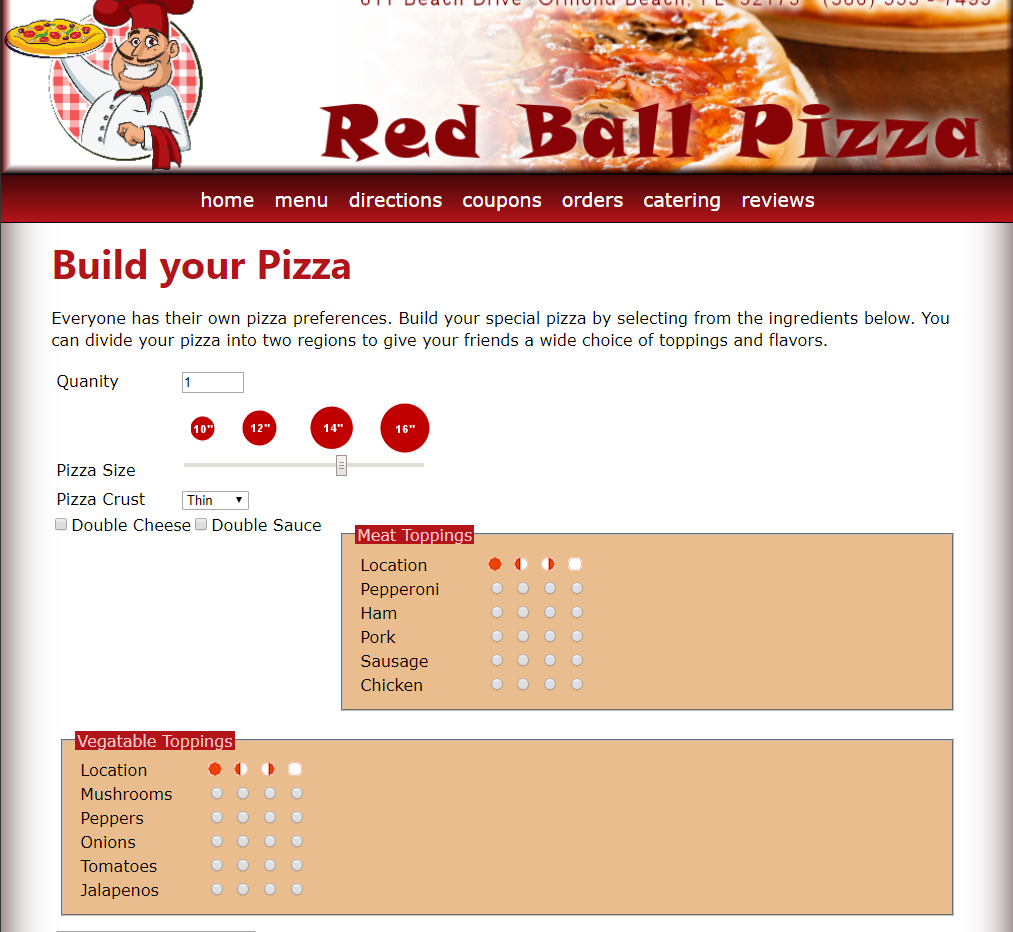 611 Beach Drive Ormond Beach, FL 32175 (386) 555 - 7499
Red Ball Pizza
home menu directions coupons orders catering reviews
Build your Pizza
Everyone has their own pizza preferences. Build your special pizza by selecting from the ingredients below. You
can divide your pizza into two regions to give your friends a wide choice of toppings and flavors.
Quanity 1
10" 12" 14" 16"
Pizza Size
Pizza Crust Thin
Double Cheese Double Sauce
Meat Toppings
Location
Pepperoni
Ham
Pork
Sausage
Chicken
Vegatable Toppings
Location
Mushrooms
Peppers
Onions
Tomatoes
Jalapenos